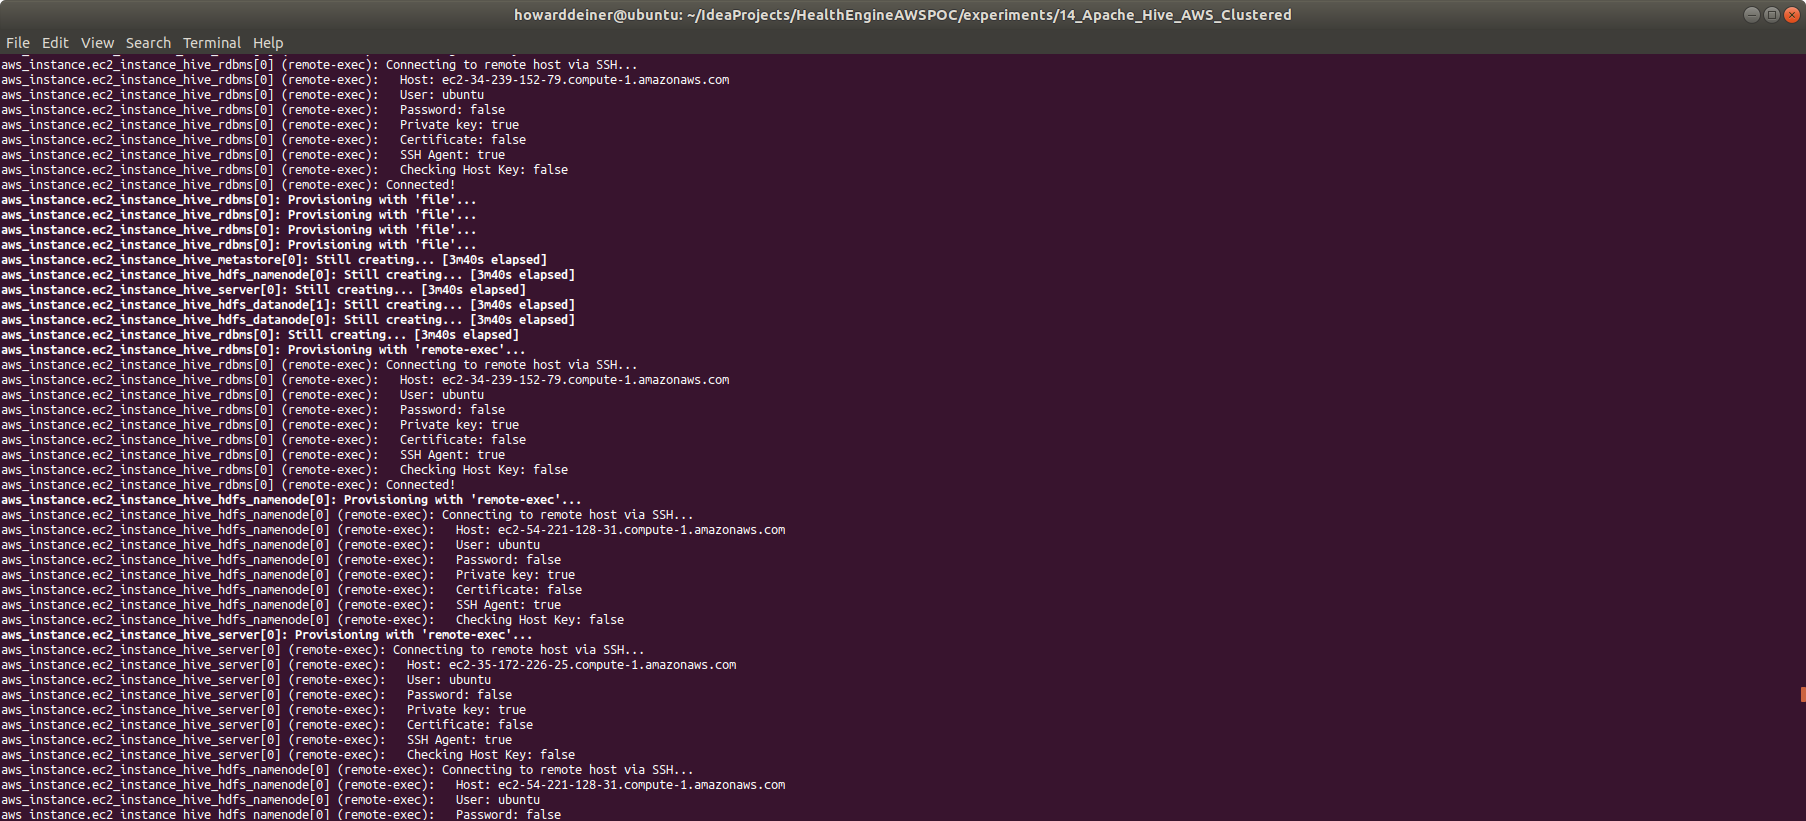 howarddeiner@ubuntu: ~/IdeaProjects/HealthEngineAWSPOC/experiments/14_Apache_Hive_AWS_Clustered
File Edit View Search Terminal Help
aws_instance.ec2_instance_hive_rdbms[0] (remote-exec): Connecting to remote host via SSH...
aws_instance.ec2_instance_hive_rdbms[0] (remote-exec):   Host: ec2-34-239-152-79.compute-1.amazonaws.com
aws_instance.ec2_instance_hive_rdbms[0] (remote-exec):   User: ubuntu
aws_instance.ec2_instance_hive_rdbms[0] (remote-exec):   Password: false
aws_instance.ec2_instance_hive_rdbms[0] (remote-exec):   Private key: true
aws_instance.ec2_instance_hive_rdbms[0] (remote-exec):   Certificate: false
aws_instance.ec2_instance_hive_rdbms[0] (remote-exec):   SSH Agent: true
aws_instance.ec2_instance_hive_rdbms[0] (remote-exec):   Checking Host Key: false
aws_instance.ec2_instance_hive_rdbms[0] (remote-exec): Connected!
aws_instance.ec2_instance_hive_rdbms[0]: Provisioning with 'file'...
aws_instance.ec2_instance_hive_rdbms[0]: Provisioning with 'file'...
aws_instance.ec2_instance_hive_rdbms[0]: Provisioning with 'file'...
aws_instance.ec2_instance_hive_rdbms[0]: Provisioning with 'file'...
aws_instance.ec2_instance_hive_metastore[0]: Still creating... [3m40s elapsed]
aws_instance.ec2_instance_hive_hdfs_namenode[0]: Still creating... [3m40s elapsed]
aws_instance.ec2_instance_hive_server[0]: Still creating... [3m40s elapsed]
aws_instance.ec2_instance_hive_hdfs_datanode[1]: Still creating... [3m40s elapsed]
aws_instance.ec2_instance_hive_hdfs_datanode[0]: Still creating... [3m40s elapsed]
aws_instance.ec2_instance_hive_rdbms[0]: Still creating... [3m40s elapsed]
aws_instance.ec2_instance_hive_rdbms[0]: Provisioning with 'remote-exec'...
aws_instance.ec2_instance_hive_rdbms[0] (remote-exec): Connecting to remote host via SSH...
aws_instance.ec2_instance_hive_rdbms[0] (remote-exec):   Host: ec2-34-239-152-79.compute-1.amazonaws.com
aws_instance.ec2_instance_hive_rdbms[0] (remote-exec):   User: ubuntu
aws_instance.ec2_instance_hive_rdbms[0] (remote-exec):   Password: false
aws_instance.ec2_instance_hive_rdbms[0] (remote-exec):   Private key: true
aws_instance.ec2_instance_hive_rdbms[0] (remote-exec):   Certificate: false
aws_instance.ec2_instance_hive_rdbms[0] (remote-exec):   SSH Agent: true
aws_instance.ec2_instance_hive_rdbms[0] (remote-exec):   Checking Host Key: false
aws_instance.ec2_instance_hive_rdbms[0] (remote-exec): Connected!
aws_instance.ec2_instance_hive_hdfs_namenode[0]: Provisioning with 'remote-exec'...
aws_instance.ec2_instance_hive_hdfs_namenode[0] (remote-exec): Connecting to remote host via SSH...
aws_instance.ec2_instance_hive_hdfs_namenode[0] (remote-exec):   Host: ec2-54-221-128-31.compute-1.amazonaws.com
aws_instance.ec2_instance_hive_hdfs_namenode[0] (remote-exec):   User: ubuntu
aws_instance.ec2_instance_hive_hdfs_namenode[0] (remote-exec):   Password: false
aws_instance.ec2_instance_hive_hdfs_namenode[0] (remote-exec):   Private key: true
aws_instance.ec2_instance_hive_hdfs_namenode[0] (remote-exec):   Certificate: false
aws_instance.ec2_instance_hive_hdfs_namenode[0] (remote-exec):   SSH Agent: true
aws_instance.ec2_instance_hive_hdfs_namenode[0] (remote-exec):   Checking Host Key: false
aws_instance.ec2_instance_hive_server[0]: Provisioning with 'remote-exec'...
aws_instance.ec2_instance_hive_server[0] (remote-exec): Connecting to remote host via SSH...
aws_instance.ec2_instance_hive_server[0] (remote-exec):   Host: ec2-35-172-226-25.compute-1.amazonaws.com
aws_instance.ec2_instance_hive_server[0] (remote-exec):   User: ubuntu
aws_instance.ec2_instance_hive_server[0] (remote-exec):   Password: false
aws_instance.ec2_instance_hive_server[0] (remote-exec):   Private key: true
aws_instance.ec2_instance_hive_server[0] (remote-exec):   Certificate: false
aws_instance.ec2_instance_hive_server[0] (remote-exec):   SSH Agent: true
aws_instance.ec2_instance_hive_server[0] (remote-exec):   Checking Host Key: false
aws_instance.ec2_instance_hive_hdfs_namenode[0] (remote-exec): Connecting to remote host via SSH...
aws_instance.ec2_instance_hive_hdfs_namenode[0] (remote-exec):   Host: ec2-54-221-128-31.compute-1.amazonaws.com
aws_instance.ec2_instance_hive_hdfs_namenode[0] (remote-exec):   User: ubuntu
aws_instance.ec2_instance_hive_hdfs_namenode[0] (remote-exec):   Password: false